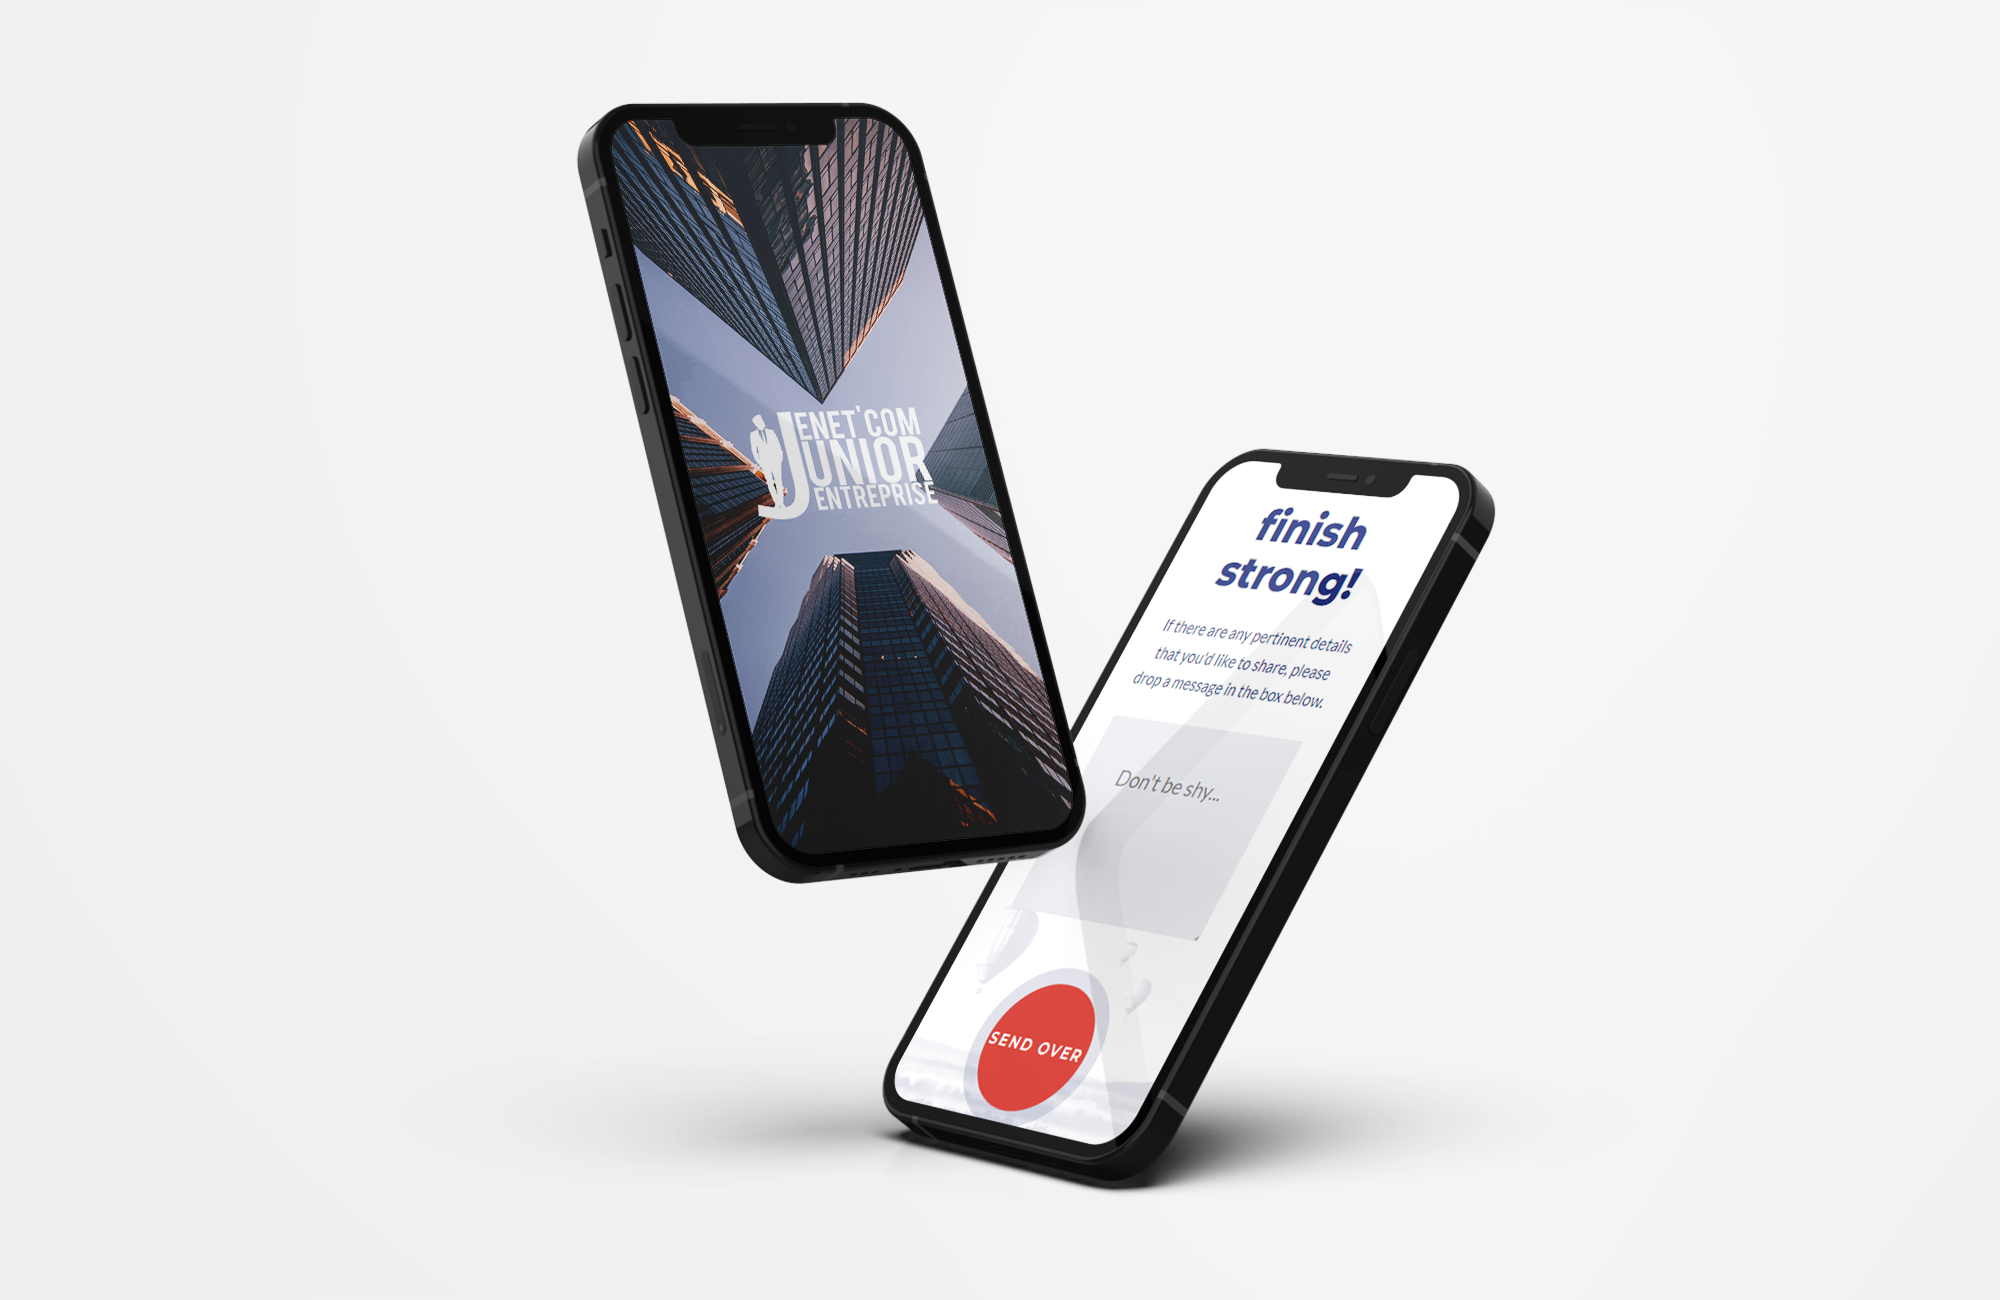 JENET'COM
JUNIOR
ENTREPRISE
finish
strong!
If there are any pertinent details
that you'd like to share, please
drop a message in the box below.
Don't be shy...
SEND OVER